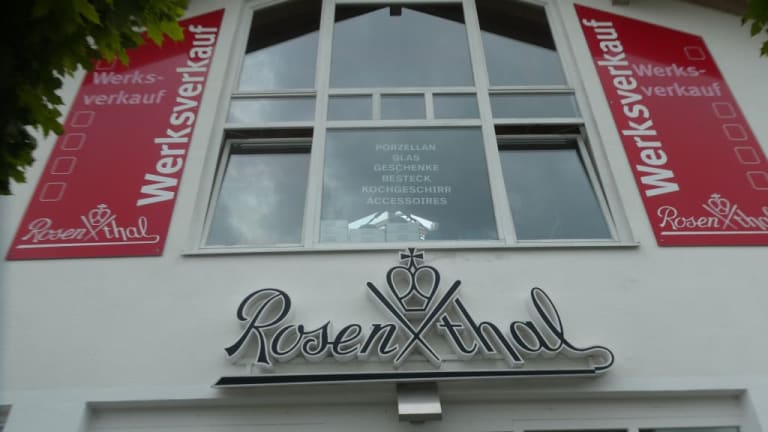 Werks-
verkauf
Werksverkauf
Rosenthal
PORZELLAN
GLAS
GESCHENKE
BESTECK
KOCHGESCHIRR
ACCESSOIRES
Werksverkauf
Werks-
verkauf
Rosenthal
Rosenthal